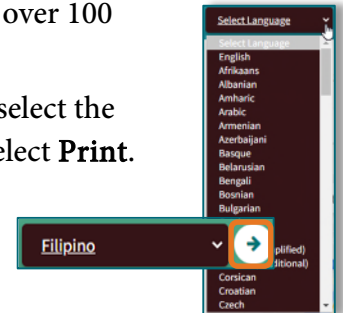 over 100
select the
elect Print.
Select Language
Select Language
English
Afrikaans
Albanian
Amharic
Arabic
Armenian
Azerbaijani
Basque
Belarusian
Bengali
Bosnian
Bulgarian
Filipino
plified)
ditional)
Corsican
Croatian
Czech